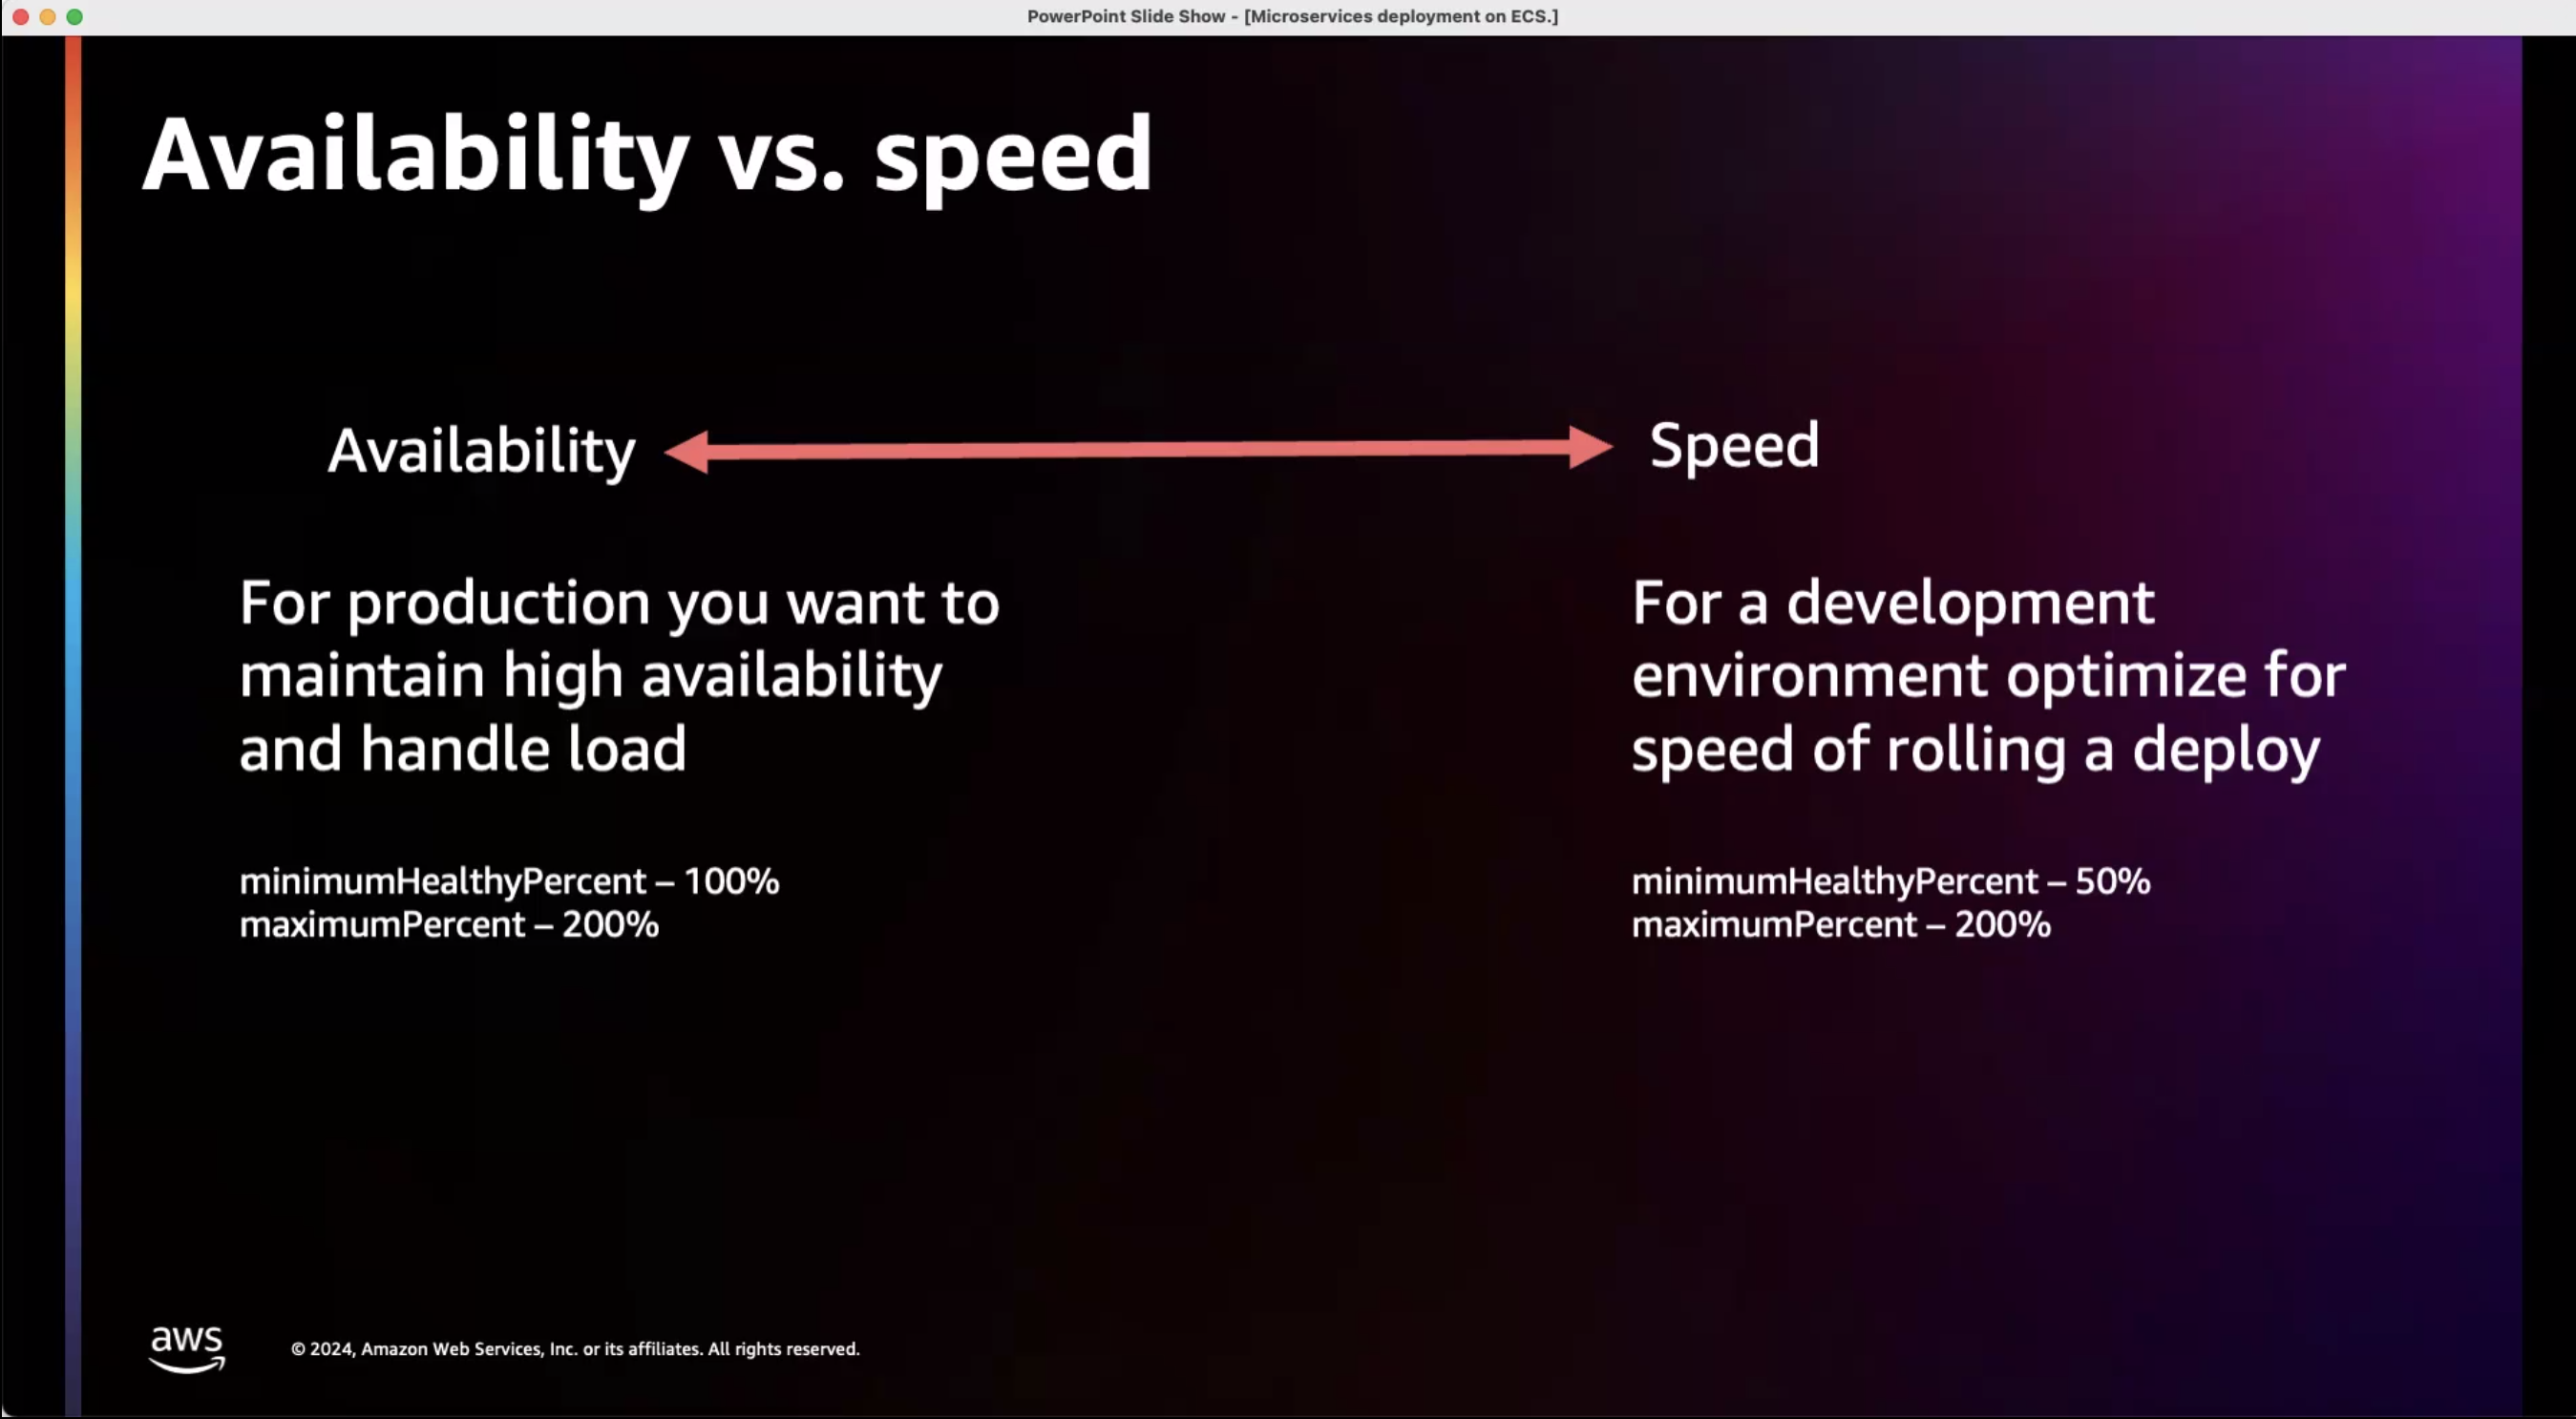 PowerPoint Slide Show - [Microservices deployment on ECS.]
Availability vs. speed
Availability
Speed
For production you want to
maintain high availability
and handle load
minimumHealthyPercent – 100%
maximumPercent – 200%
For a development
environment optimize for
speed of rolling a deploy
minimumHealthyPercent – 50%
maximumPercent – 200%
aws
© 2024, Amazon Web Services, Inc. or its affiliates. All rights reserved.